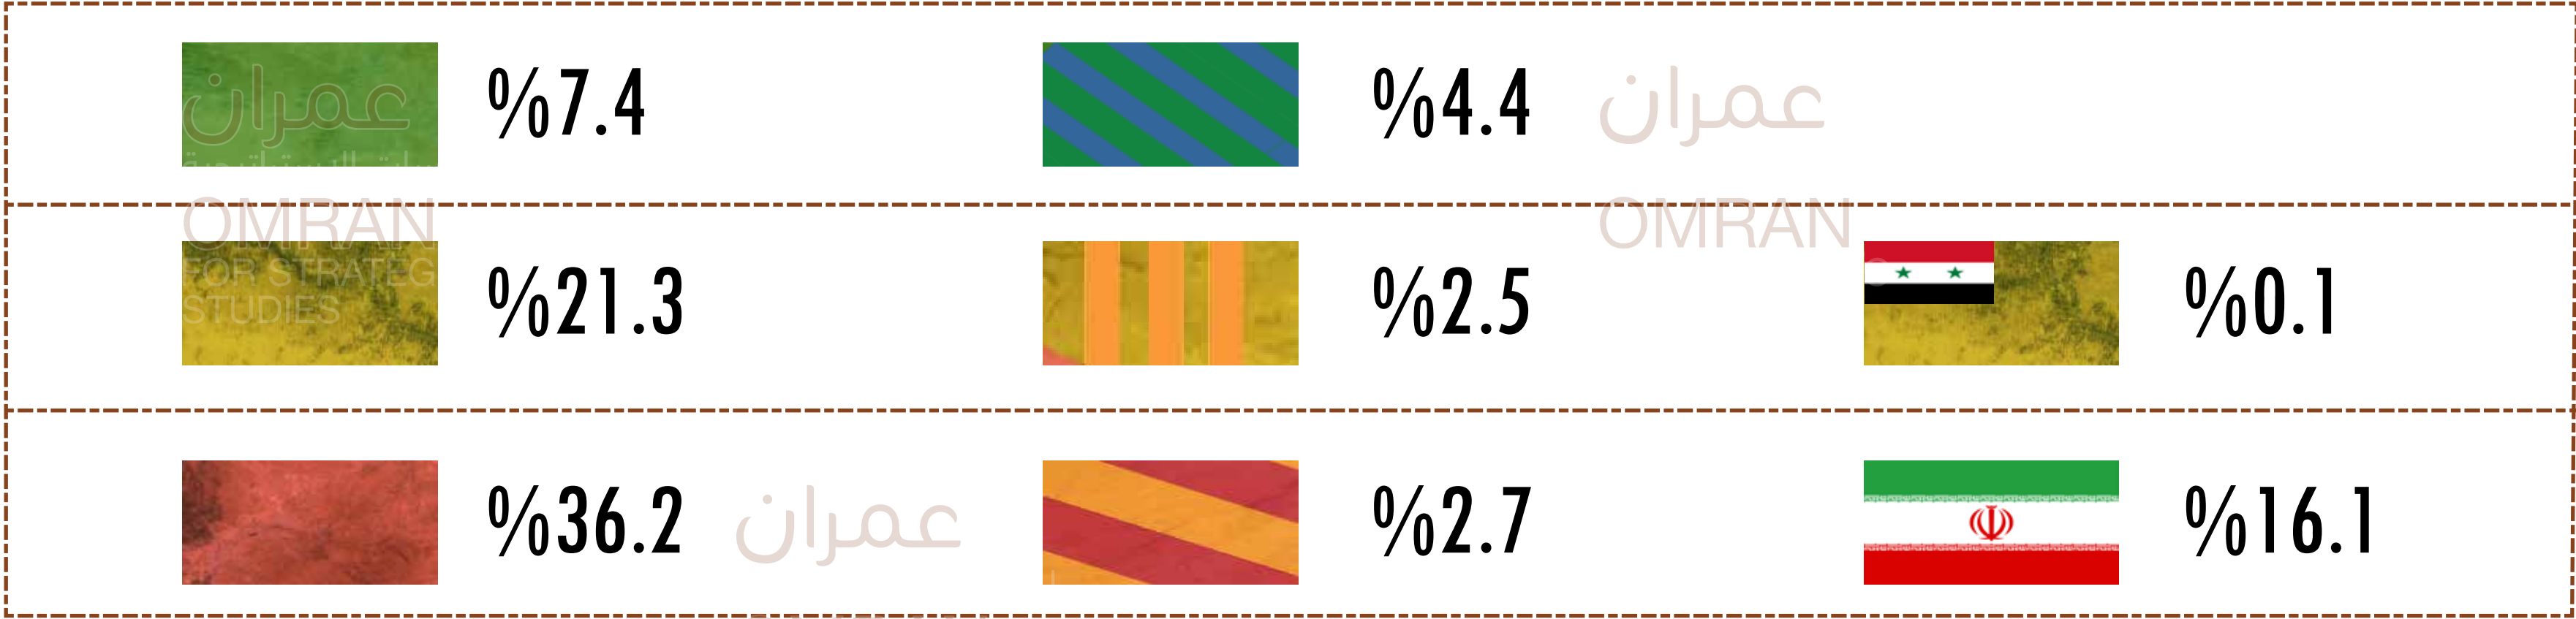 %7.4
%4.4
عمران
عمران
OMRAN
OMRAN
FOR STRATEG
STUDIES
%21.3
%2.5
%0.1
%36.2
عمران
%2.7
%16.1